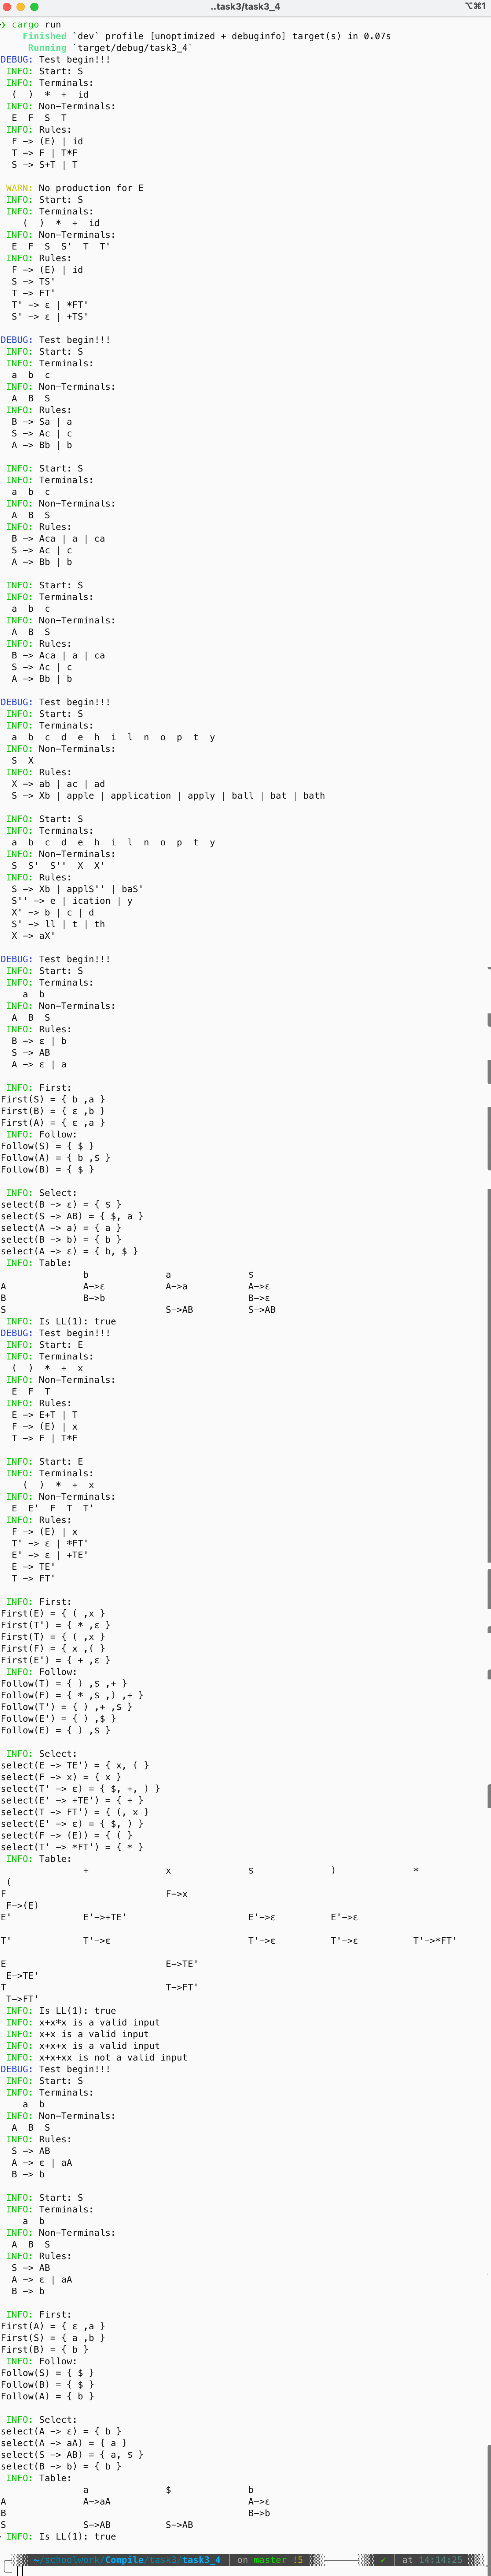 ..task3/task3_4
⌥⌘1
❯ cargo run
Finished `dev` profile [unoptimized + debuginfo] target(s) in 0.07s
Running `target/debug/task3_4`
DEBUG: Test begin!!!
INFO: Start: S
INFO: Terminals:
(  )  *  +  id
INFO: Non-Terminals:
E  F  S  T
INFO: Rules:
F -> (E) | id
T -> F | T*F
S -> S+T | T
WARN: No production for E
INFO: Start: S
INFO: Terminals:
(  )  *  +  id
INFO: Non-Terminals:
E  F  S  S'  T  T'
INFO: Rules:
F -> (E) | id
S -> TS'
T -> FT'
T' -> ε | *FT'
S' -> ε | +TS'
DEBUG: Test begin!!!
INFO: Start: S
INFO: Terminals:
a  b  c
INFO: Non-Terminals:
A  B  S
INFO: Rules:
B -> Sa | a
S -> Ac | c
A -> Bb | b
INFO: Start: S
INFO: Terminals:
a  b  c
INFO: Non-Terminals:
A  B  S
INFO: Rules:
B -> Aca | a | ca
S -> Ac | c
A -> Bb | b
INFO: Start: S
INFO: Terminals:
a  b  c
INFO: Non-Terminals:
A  B  S
INFO: Rules:
B -> Aca | a | ca
S -> Ac | c
A -> Bb | b
DEBUG: Test begin!!!
INFO: Start: S
INFO: Terminals:
a  b  c  d  e  h  i  l  n  o  p  t  y
INFO: Non-Terminals:
S  X
INFO: Rules:
X -> ab | ac | ad
S -> Xb | apple | application | apply | ball | bat | bath
INFO: Start: S
INFO: Terminals:
a  b  c  d  e  h  i  l  n  o  p  t  y
INFO: Non-Terminals:
S  S'  S''  X  X'
INFO: Rules:
S -> Xb | applS'' | baS'
S'' -> e | ication | y
X' -> b | c | d
S' -> ll | t | th
X -> aX'
DEBUG: Test begin!!!
INFO: Start: S
INFO: Terminals:
a  b
INFO: Non-Terminals:
A  B  S
INFO: Rules:
B -> ε | b
S -> AB
A -> ε | a
INFO: First:
First(S) = { b ,a }
First(B) = { ε ,b }
First(A) = { ε ,a }
INFO: Follow:
Follow(S) = { $ }
Follow(A) = { b ,$ }
Follow(B) = { $ }
INFO: Select:
select(B -> ε) = { $ }
select(S -> AB) = { $, a }
select(A -> a) = { a }
select(B -> b) = { b }
select(A -> ε) = { b, $ }
INFO: Table:
b a $
A A->ε A->a A->ε
B B->b B->ε
S S->AB S->AB
INFO: Is LL(1): true
DEBUG: Test begin!!!
INFO: Start: E
INFO: Terminals:
(  )  *  +  x
INFO: Non-Terminals:
E  F  T
INFO: Rules:
E -> E+T | T
F -> (E) | x
T -> F | T*F
INFO: Start: E
INFO: Terminals:
(  )  *  +  x
INFO: Non-Terminals:
E  E'  F  T  T'
INFO: Rules:
F -> (E) | x
T' -> ε | *FT'
E' -> ε | +TE'
E -> TE'
T -> FT'
INFO: First:
First(E) = { ( ,x }
First(T') = { * ,ε }
First(T) = { ( ,x }
First(F) = { x ,( }
First(E') = { + ,ε }
INFO: Follow:
Follow(T) = { ) ,$ ,+ }
Follow(F) = { * ,$ ,) ,+ }
Follow(T') = { ) ,+ ,$ }
Follow(E') = { ) ,$ }
Follow(E) = { ) ,$ }
INFO: Select:
select(E -> TE') = { x, ( }
select(F -> x) = { x }
select(T' -> ε) = { $, +, ) }
select(E' -> +TE') = { + }
select(T -> FT') = { (, x }
select(E' -> ε) = { $, ) }
select(F -> (E)) = { ( }
select(T' -> *FT') = { * }
INFO: Table:
+ x $ ) *
(
F F->x
F->(E)
E' E'->+TE' E'->ε E'->ε
T' T'->ε T'->ε T'->ε T'->*FT'
E E->TE'
E->TE'
T T->FT'
T->FT'
INFO: Is LL(1): true
INFO: x+x*x is a valid input
INFO: x+x is a valid input
INFO: x+x+x is a valid input
INFO: x+x+xx is not a valid input
DEBUG: Test begin!!!
INFO: Start: S
INFO: Terminals:
a  b
INFO: Non-Terminals:
A  B  S
INFO: Rules:
S -> AB
A -> ε | aA
B -> b
INFO: Start: S
INFO: Terminals:
a  b
INFO: Non-Terminals:
A  B  S
INFO: Rules:
S -> AB
A -> ε | aA
B -> b
INFO: First:
First(A) = { ε ,a }
First(S) = { a ,b }
First(B) = { b }
INFO: Follow:
Follow(S) = { $ }
Follow(B) = { $ }
Follow(A) = { b }
INFO: Select:
select(A -> ε) = { b }
select(A -> aA) = { a }
select(S -> AB) = { a, $ }
select(B -> b) = { b }
INFO: Table:
a $ b
A A->aA A->ε
B B->b
S S->AB S->AB
INFO: Is LL(1): true
~/schoolwork/Compile/task3/task3_4 | on master !5 ✔ | at 14:14:25